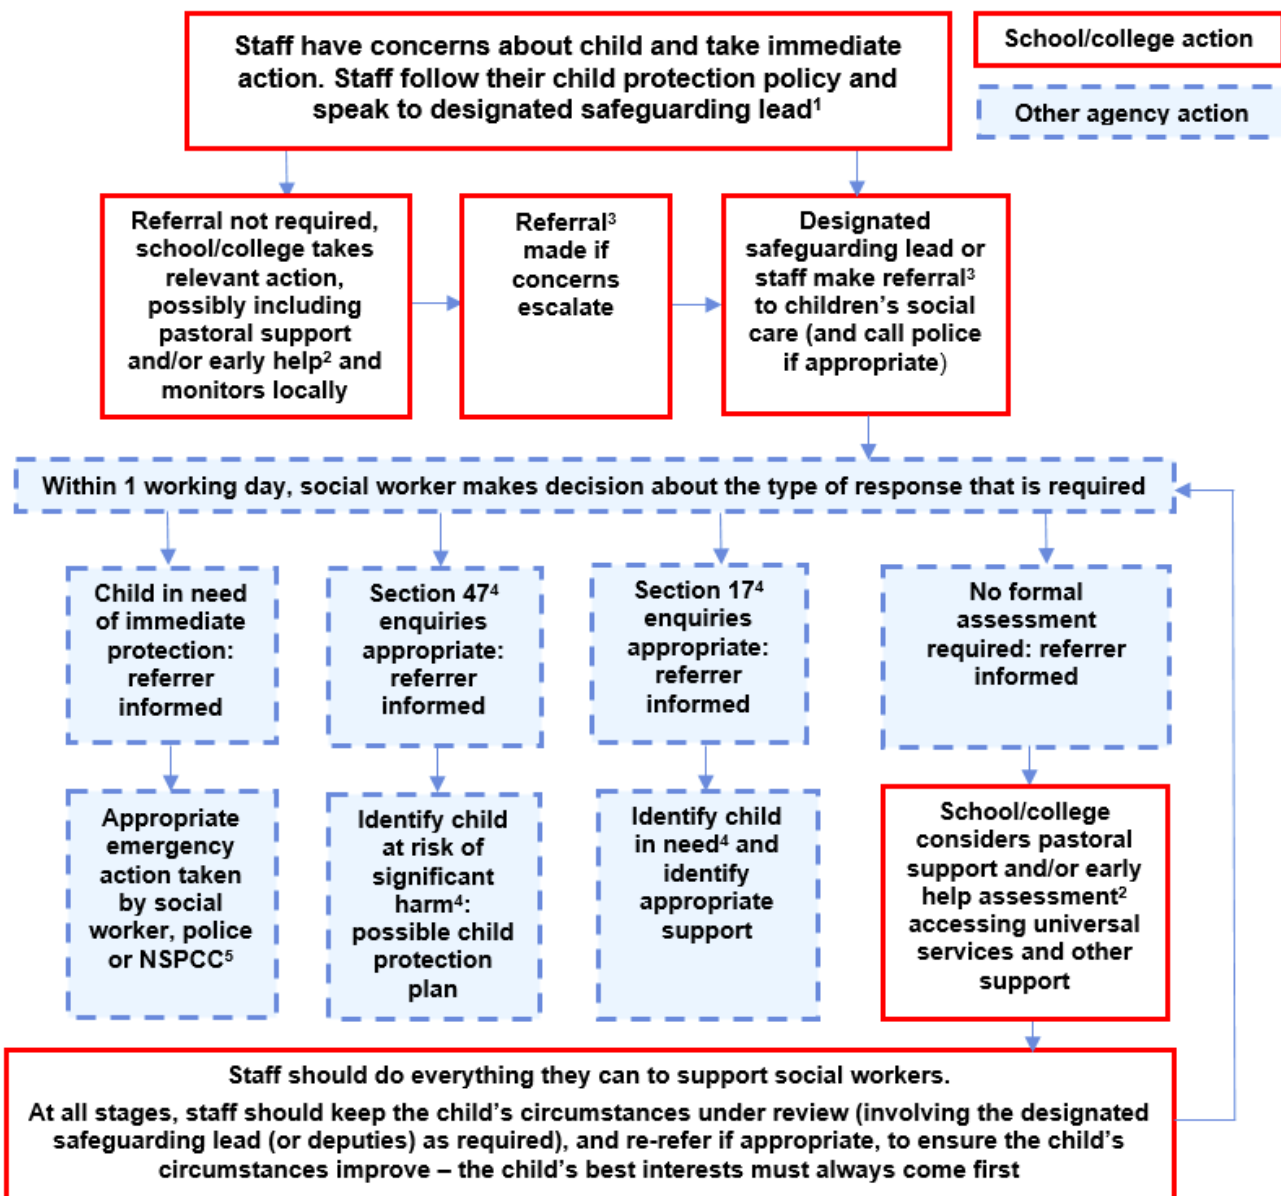 Staff have concerns about child and take immediate
action. Staff follow their child protection policy and
speak to designated safeguarding lead¹
School/college action
Other agency action
Referral not required,
school/college takes
relevant action,
possibly including
pastoral support
and/or early help² and
monitors locally
Referral³
made if
concerns
escalate
Designated
safeguarding lead or
staff make referral³
to children’s social
care (and call police
if appropriate)
Within 1 working day, social worker makes decision about the type of response that is required
Child in need
of immediate
protection:
referrer
informed
Section 47⁴
enquiries
appropriate:
referrer
informed
Section 17⁴
enquiries
appropriate:
referrer
informed
No formal
assessment
required: referrer
informed
Appropriate
emergency
action taken
by social
worker, police
or NSPCC⁵
Identify child
at risk of
significant
harm⁴:
possible child
protection
plan
Identify child
in need⁴ and
identify
appropriate
support
School/college
considers pastoral
support and/or early
help assessment²
accessing universal
services and other
support
Staff should do everything they can to support social workers.
At all stages, staff should keep the child’s circumstances under review (involving the designated
safeguarding lead (or deputies) as required), and re-refer if appropriate, to ensure the child’s
circumstances improve – the child’s best interests must always come first